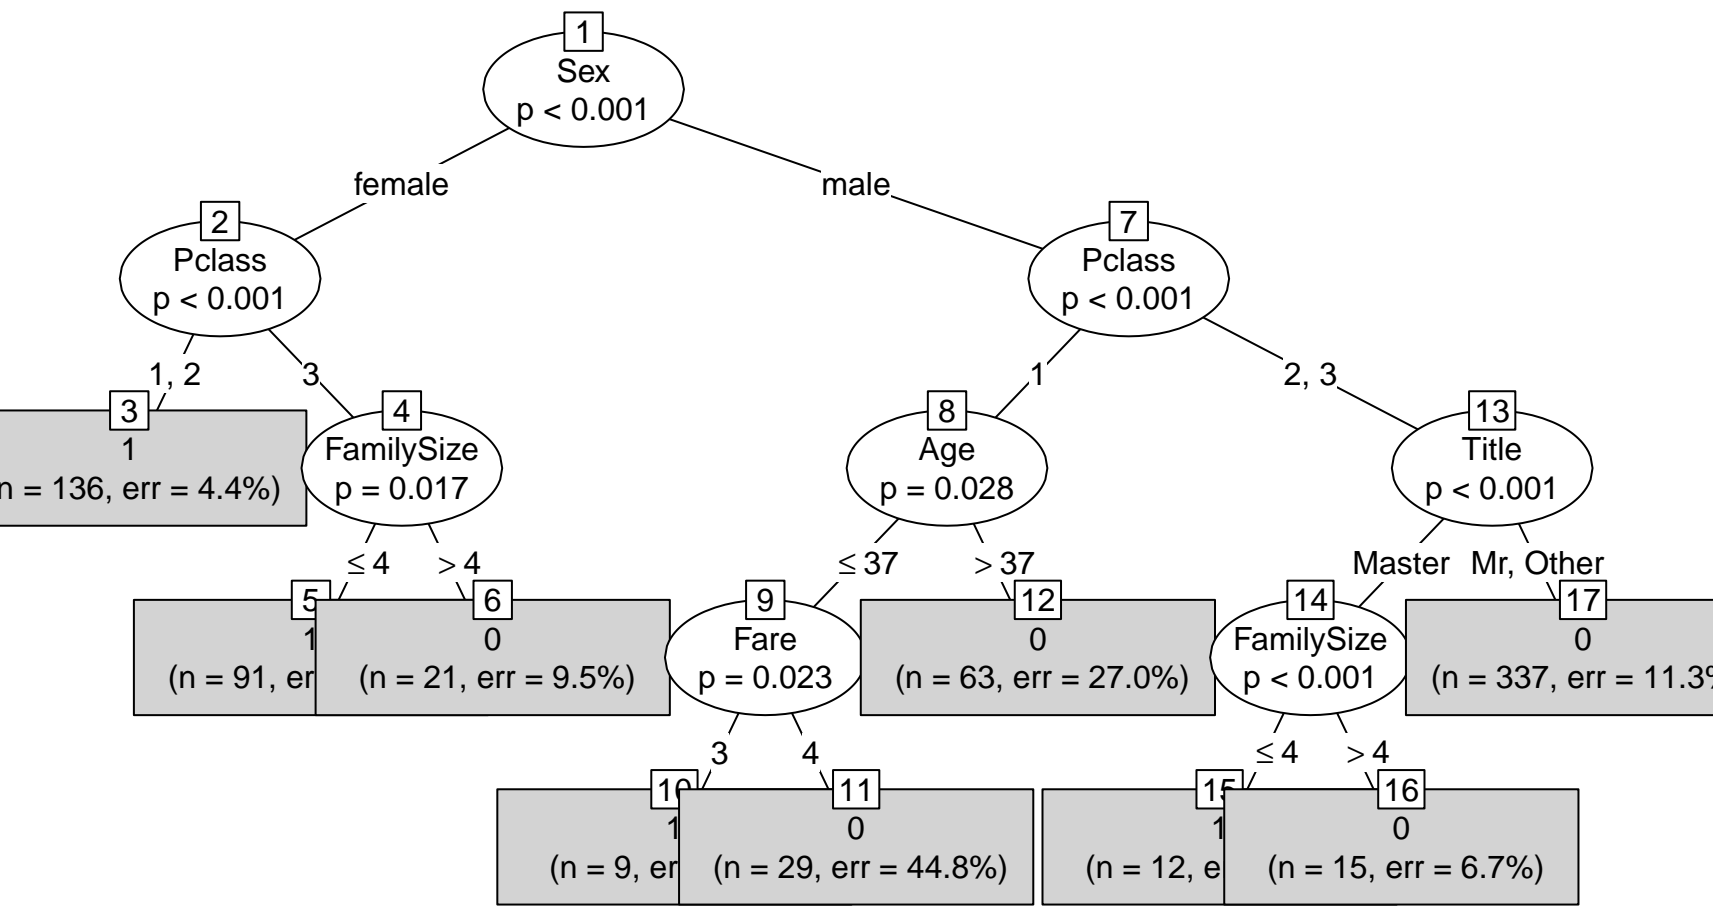 1
Sex
p < 0.001
female
male
2
Pclass
p < 0.001
7
Pclass
p < 0.001
1, 2
3
1
2, 3
3
1
n = 136, err = 4.4%)
4
FamilySize
p = 0.017
8
Age
p = 0.028
13
Title
p < 0.001
≤ 4
> 4
≤ 37
> 37
Master
Mr, Other
5
1
(n = 91, er
6
0
(n = 21, err = 9.5%)
9
Fare
p = 0.023
12
0
(n = 63, err = 27.0%)
14
FamilySize
p < 0.001
17
0
(n = 337, err = 11.3%
3
4
≤ 4
> 4
10
1
(n = 9, er
11
0
(n = 29, err = 44.8%)
15
1
(n = 12, e
16
0
(n = 15, err = 6.7%)